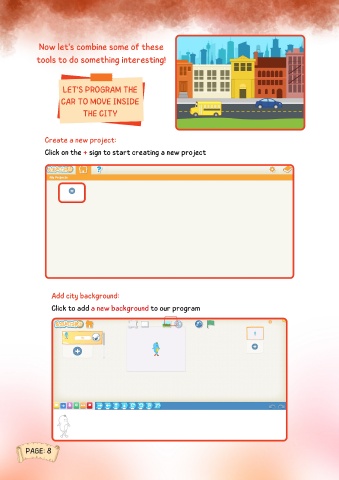 Now let's combine some of these
tools to do something interesting!
LET'S PROGRAM THE
CAR TO MOVE INSIDE
THE CITY
Create a new project:
Click on the + sign to start creating a new project
My Projects
Add city background:
Click to add a new background to our program
PAGE: 8